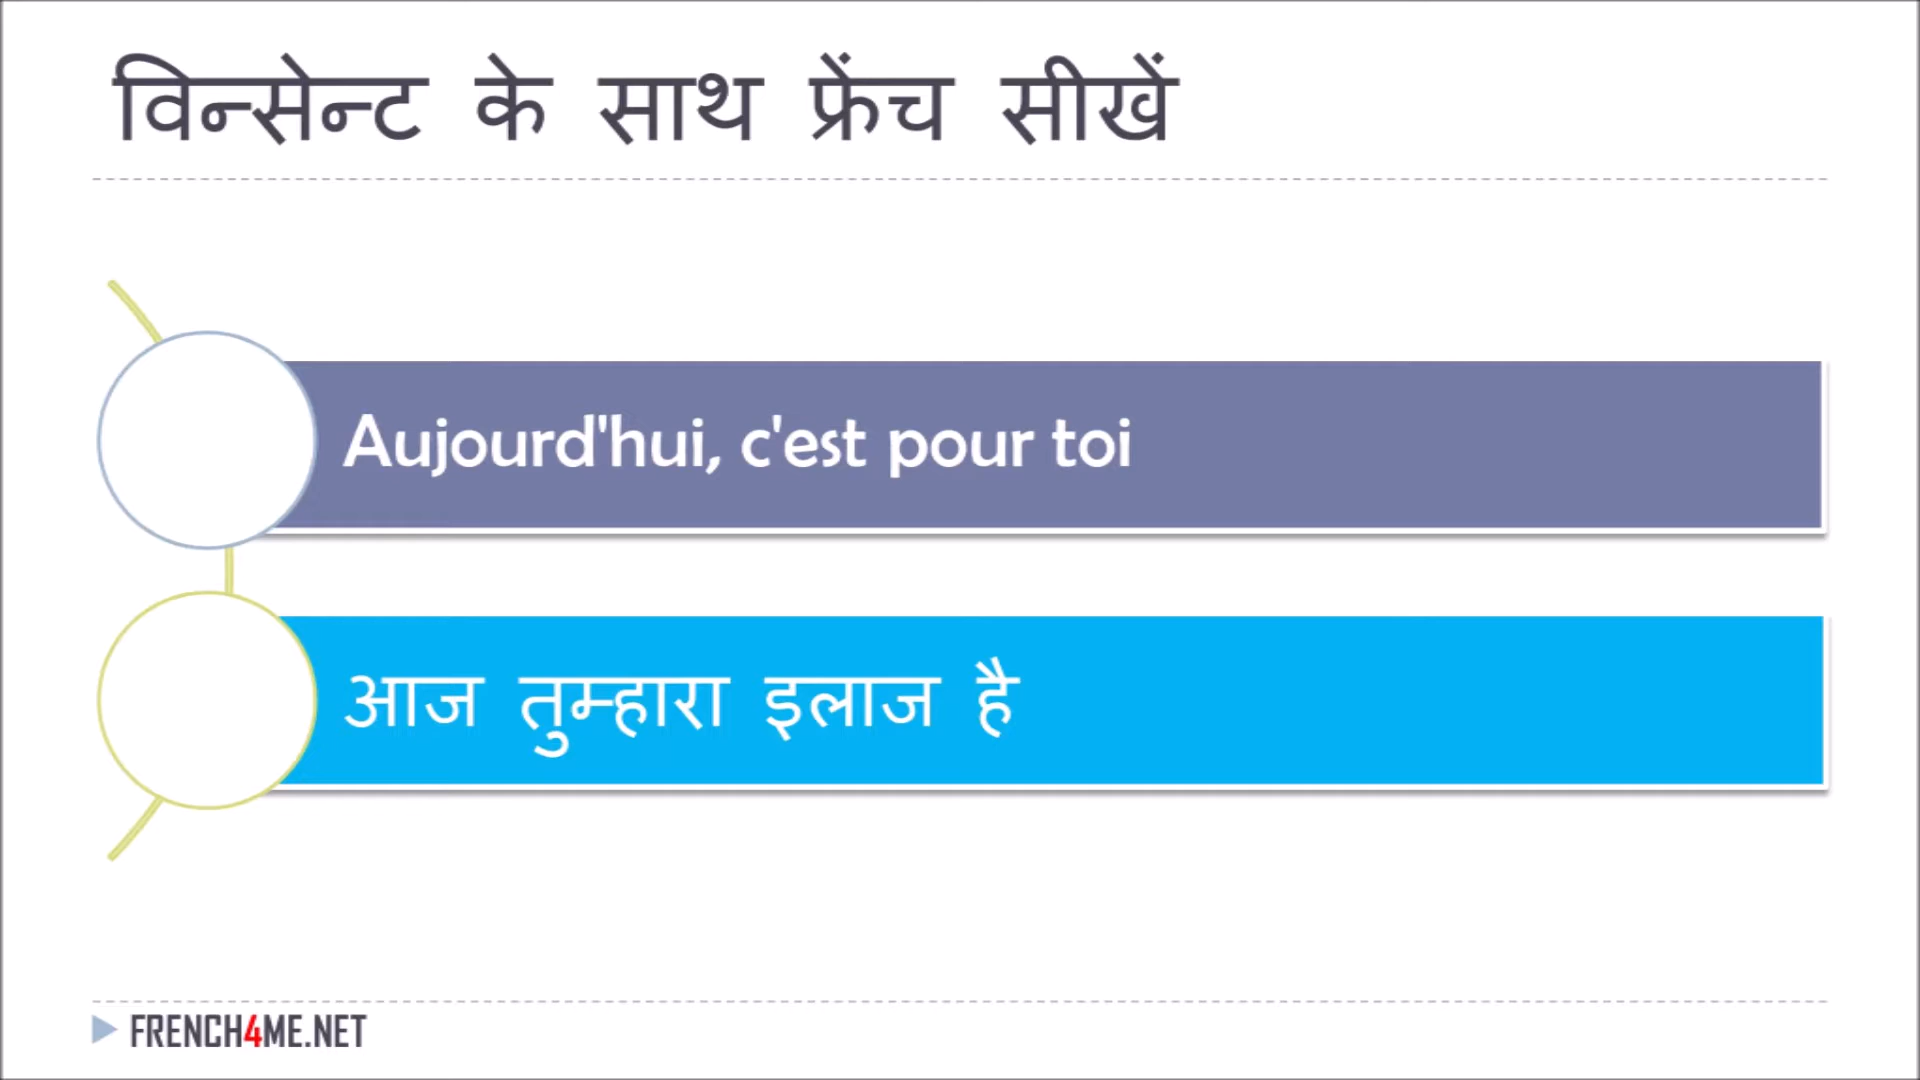 विन्सेन्ट के साथ फ्रेंच सीखें
Aujourd'hui, c'est pour toi
आज तुम्हारा इलाज है
FRENCH4ME.NET